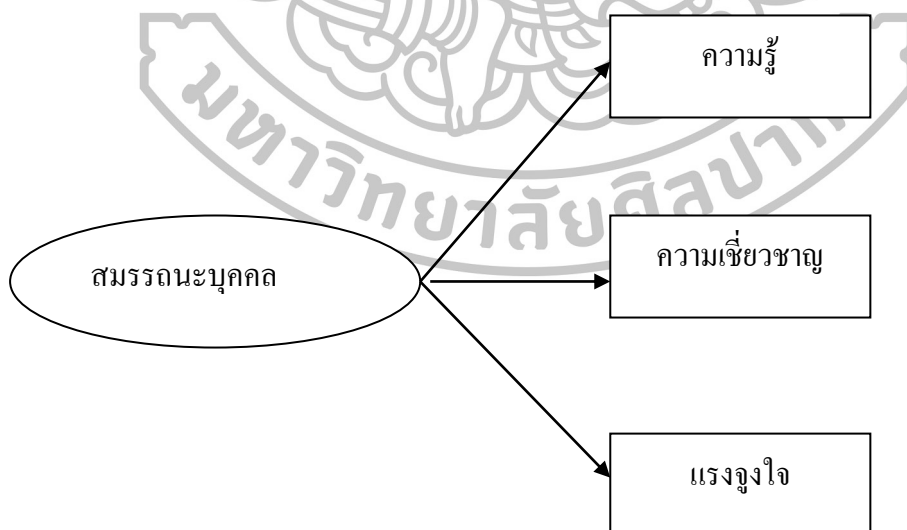 ความรู้
มหาวิทยาลัยศิลปาก
สมรรถนะบุคคล
ความเชี่ยวชาญ
แรงจูงใจ